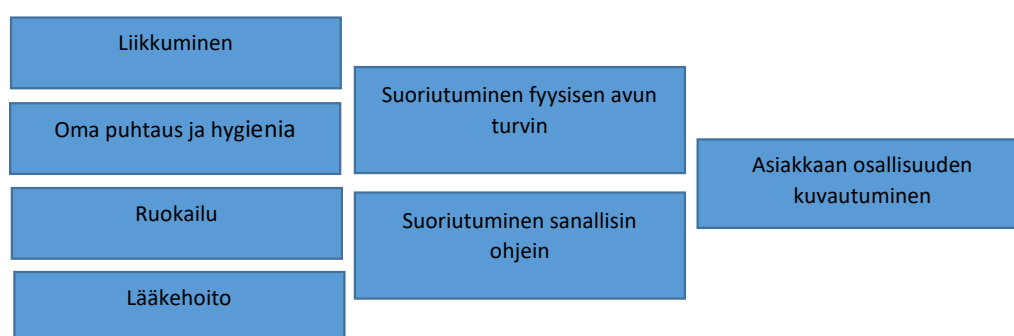 Liikkuminen
Oma puhtaus ja hygienia
Ruokailu
Lääkehoito
Suoriutuminen fyysisen avun
turvin
Suoriutuminen sanallisin
ohjein
Asiakkaan osallisuuden
kuvautuminen